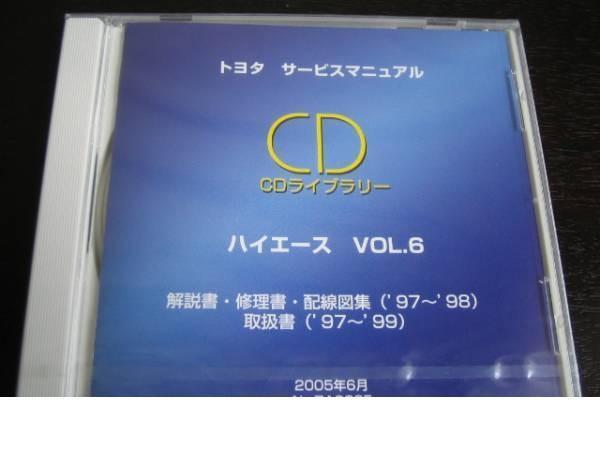 トヨタ サービスマニュアル
CD
CDライブラリー
ハイエース VOL.6
解説書・修理書・配線図集('97～'98)
取扱書('97～'99)
2005年6月